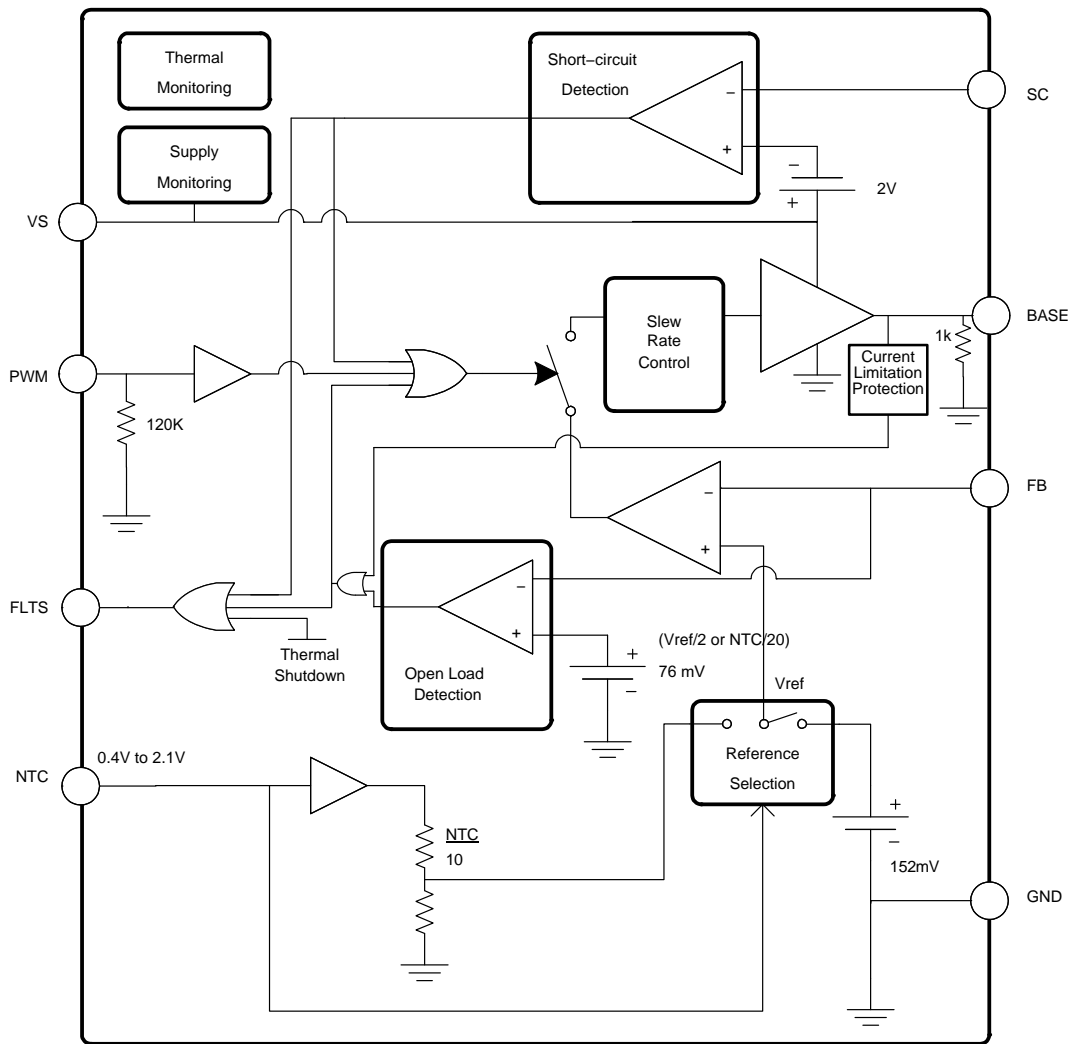 Thermal
Monitoring
Short−circuit
Detection
−
SC
Supply
Monitoring
+
−
+
2V
VS
Slew
Rate
Control
BASE
1k
Current
Limitation
Protection
PWM
120K
FB
−
+
−
+
FLTS
Thermal
Shutdown
Open Load
Detection
(Vref/2 or NTC/20)
+
76 mV
−
Vref
Reference
Selection
NTC
0.4V to 2.1V
NTC
10
+
−
152mV
GND